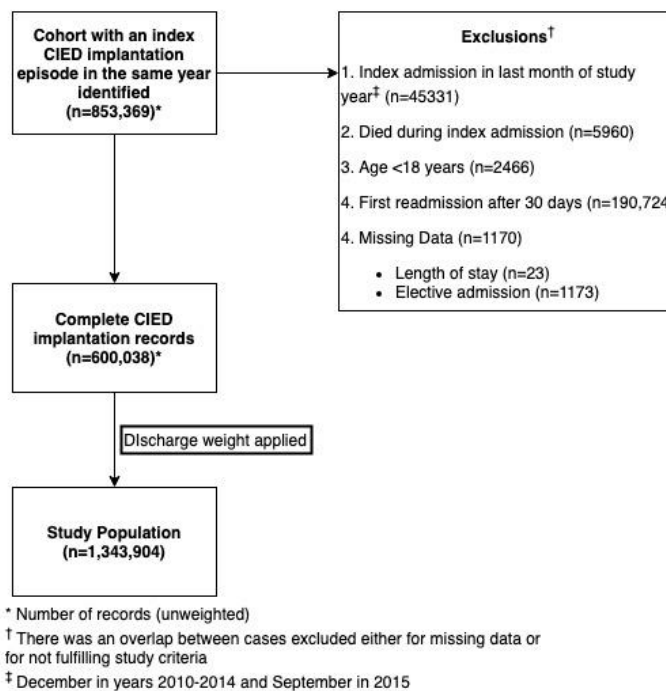 Cohort with an index
CIED implantation
episode in the same year
identified
(n=853,369)*
Exclusions†
1. Index admission in last month of study
year‡ (n=45331)
2. Died during index admission (n=5960)
3. Age <18 years (n=2466)
4. First readmission after 30 days (n=190,724
4. Missing Data (n=1170)
• Length of stay (n=23)
• Elective admission (n=1173)
Complete CIED
implantation records
(n=600,038)*
DIscharge weight applied
Study Population
(n=1,343,904)
* Number of records (unweighted)
† There was an overlap between cases excluded either for missing data or
for not fulfilling study criteria
‡ December in years 2010-2014 and September in 2015